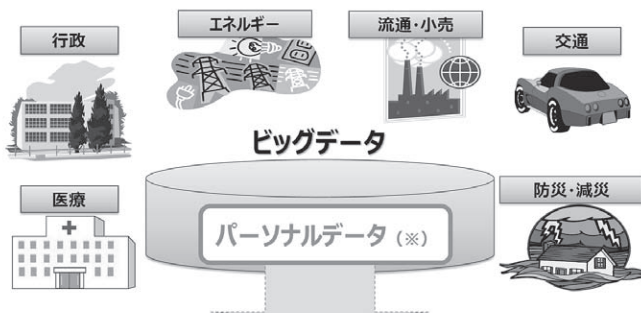 行政
エネルギー
流通・小売
交通
ビッグデータ
医療
防災・減災
パーソナルデータ（※）